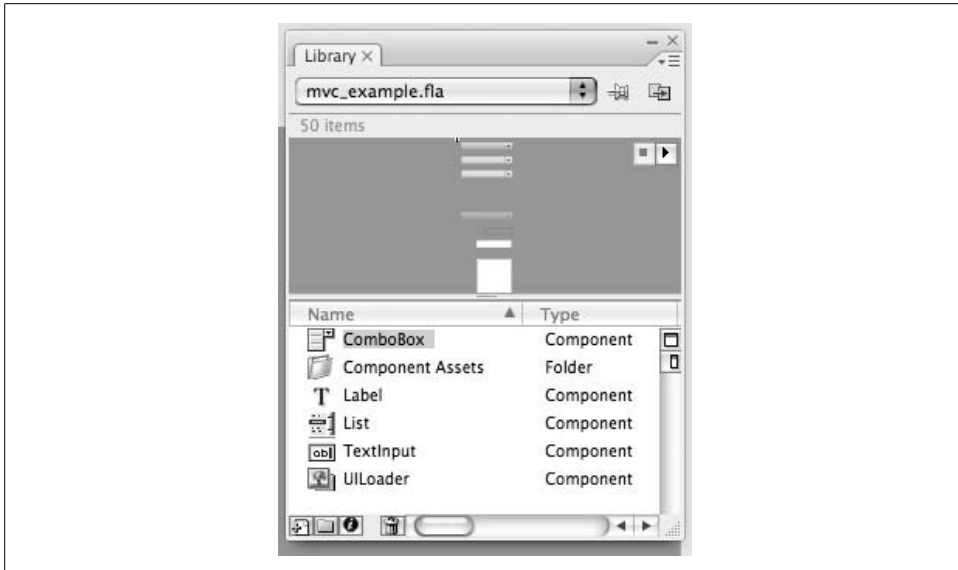 Library
mvc_example.fla
50 items
Name Type
ComboBox Component
Component Assets Folder
T Label Component
List Component
abl TextInput Component
UILoader Component